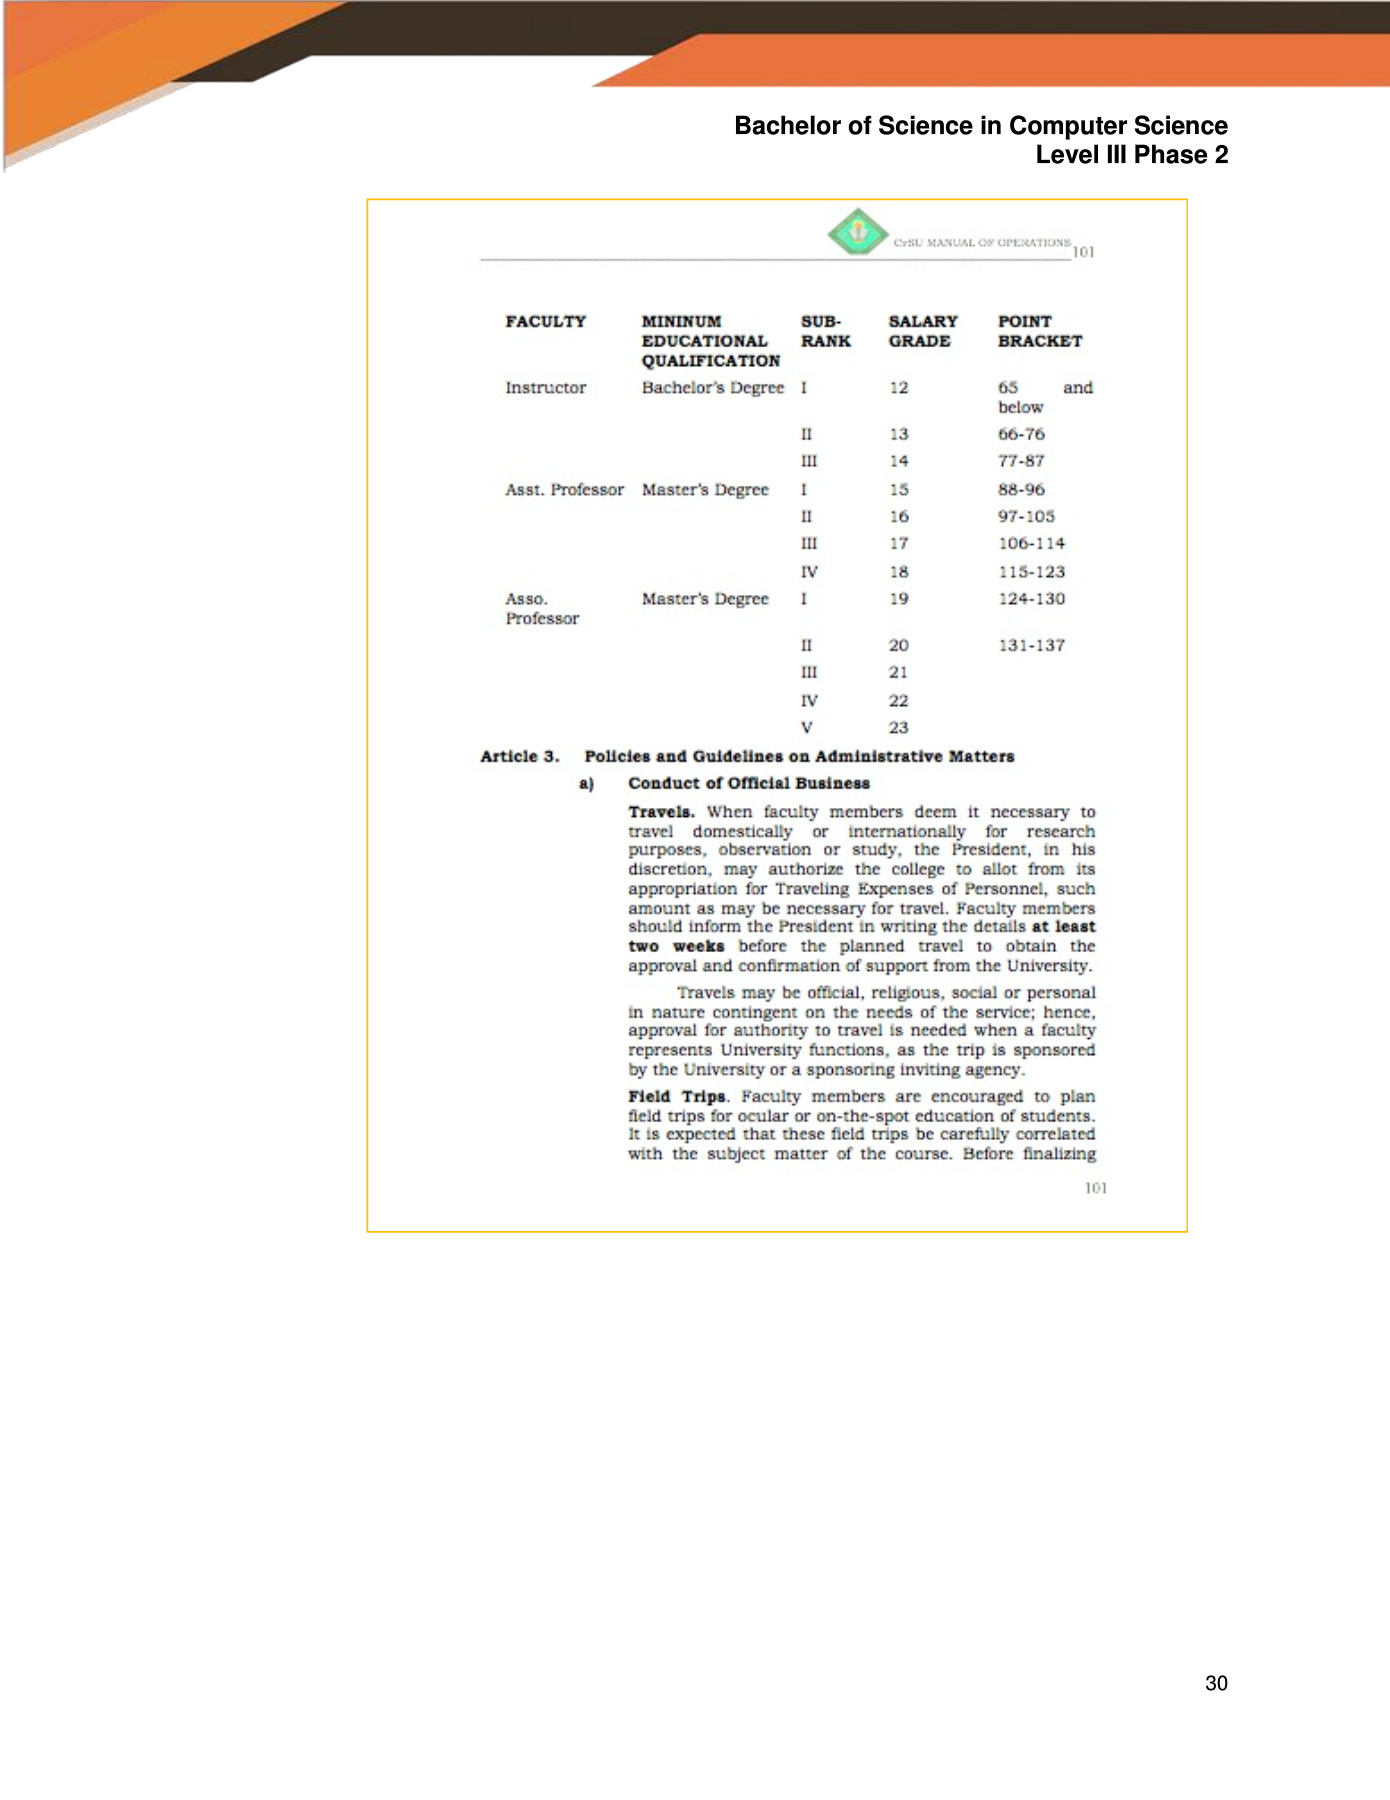 Bachelor of Science in Computer Science
Level III Phase 2
CvSU MANUAL OF OPERATIONS 101
FACULTY MININUM EDUCATIONAL QUALIFICATION SUB-RANK SALARY GRADE POINT BRACKET
Instructor Bachelor's Degree I 12 65 and below
II 13 66-76
III 14 77-87
Asst. Professor Master's Degree I 15 88-96
II 16 97-105
III 17 106-114
IV 18 115-123
Asso. Professor Master's Degree I 19 124-130
II 20 131-137
III 21
IV 22
V 23
Article 3. Policies and Guidelines on Administrative Matters
a) Conduct of Official Business
Travels. When faculty members deem it necessary to
travel domestically or internationally for research
purposes, observation or study, the President, in his
discretion, may authorize the college to allot from its
appropriation for Traveling Expenses of Personnel, such
amount as may be necessary for travel. Faculty members
should inform the President in writing the details at least
two weeks before the planned travel to obtain the
approval and confirmation of support from the University.
Travels may be official, religious, social or personal
in nature contingent on the needs of the service; hence,
approval for authority to travel is needed when a faculty
represents University functions, as the trip is sponsored
by the University or a sponsoring inviting agency.
Field Trips. Faculty members are encouraged to plan
field trips for ocular or on-the-spot education of students.
It is expected that these field trips be carefully correlated
with the subject matter of the course. Before finalizing
101
30